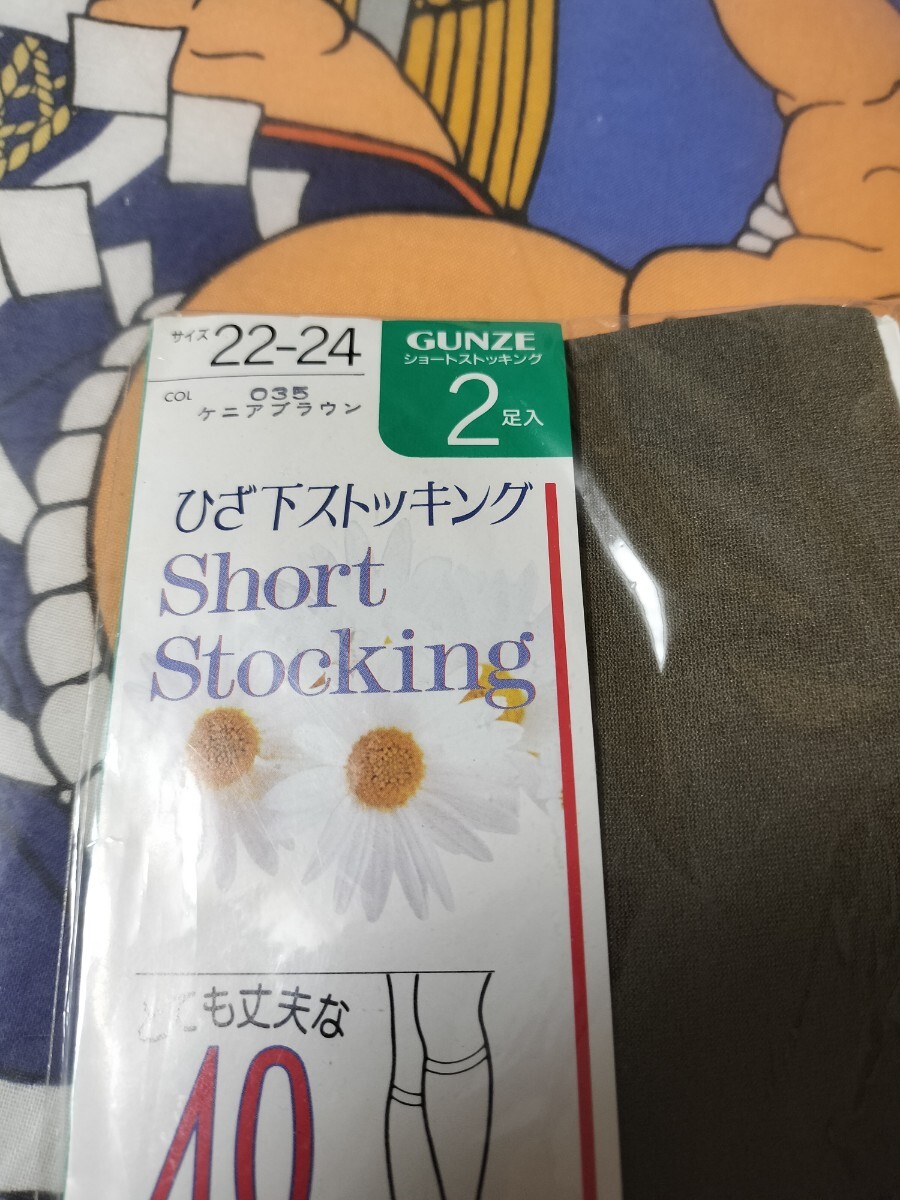 サイズ 22-24
COL 035
ケニアブラウン
GUNZE
ショートストッキング
2足入
ひざ下ストッキング
Short
Stocking
とても丈夫な
40